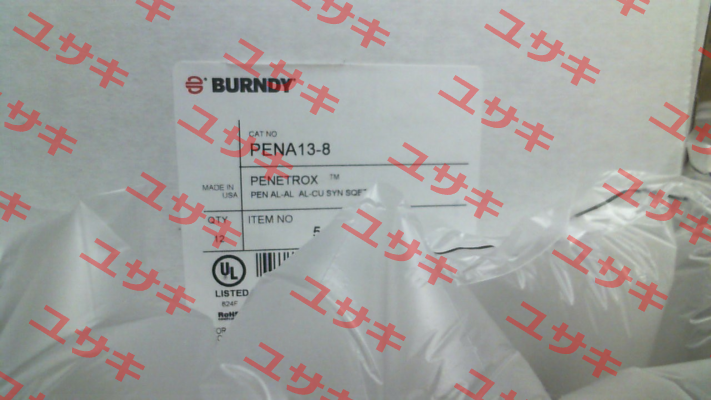 BURNDY
CAT NO
PENA13-8
PENETROX ™
MADE IN
USA
PEN AL-AL AL-CU SYN
QTY
ITEM NO
12
5
UL
LISTED
RoHS
ユサキ